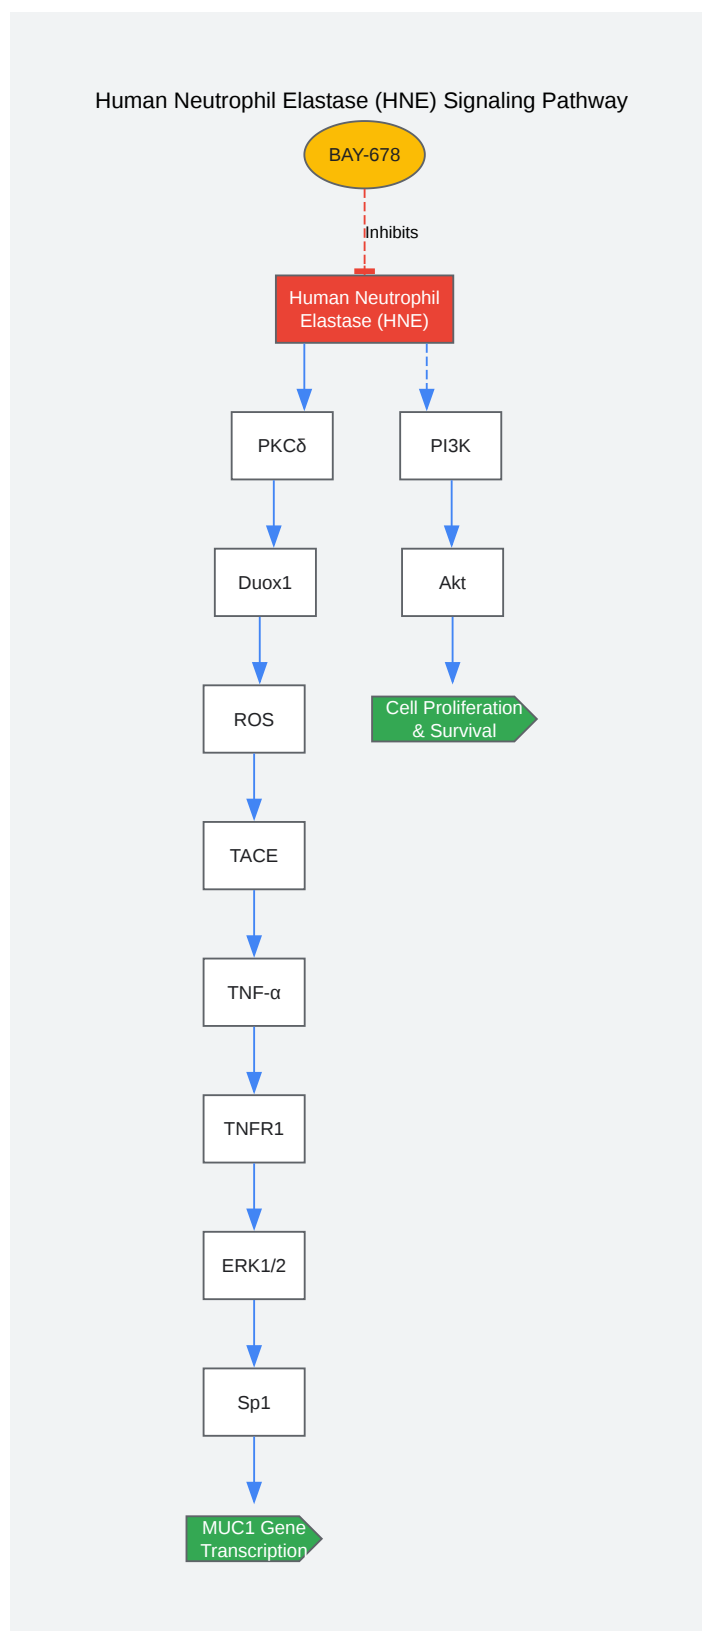 Human Neutrophil Elastase (HNE) Signaling Pathway
BAY-678
Inhibits
Human Neutrophil
Elastase (HNE)
PKCδ
PI3K
Duox1
Akt
ROS
Cell Proliferation
& Survival
TACE
TNF-α
TNFR1
ERK1/2
Sp1
MUC1 Gene
Transcription